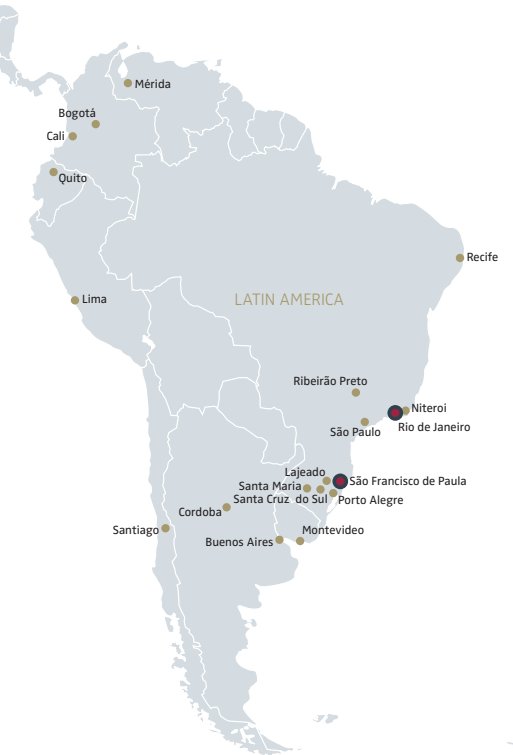 Mérida
Bogotá
Cali
Quito
Recife
Lima
LATIN AMERICA
Ribeirão Preto
Niteroi
Rio de Janeiro
São Paulo
Lajeado
São Francisco de Paula
Santa Maria
Santa Cruz do Sul
Porto Alegre
Cordoba
Santiago
Montevideo
Buenos Aires